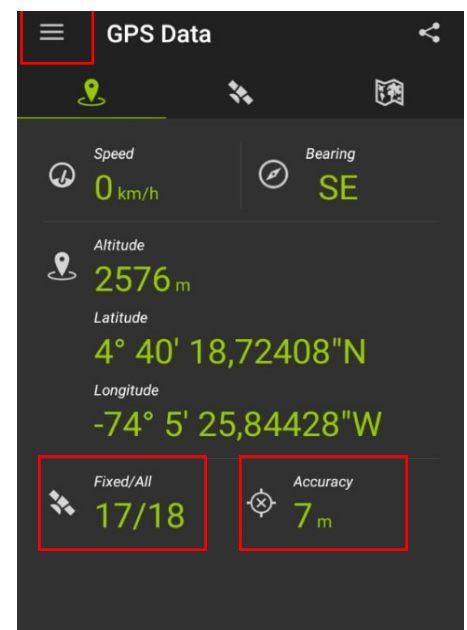 GPS Data
Speed
0 km/h
Bearing
SE
Altitude
2576 m
Latitude
4° 40' 18,72408"N
Longitude
-74° 5' 25,84428"W
Fixed/All
17/18
Accuracy
7 m